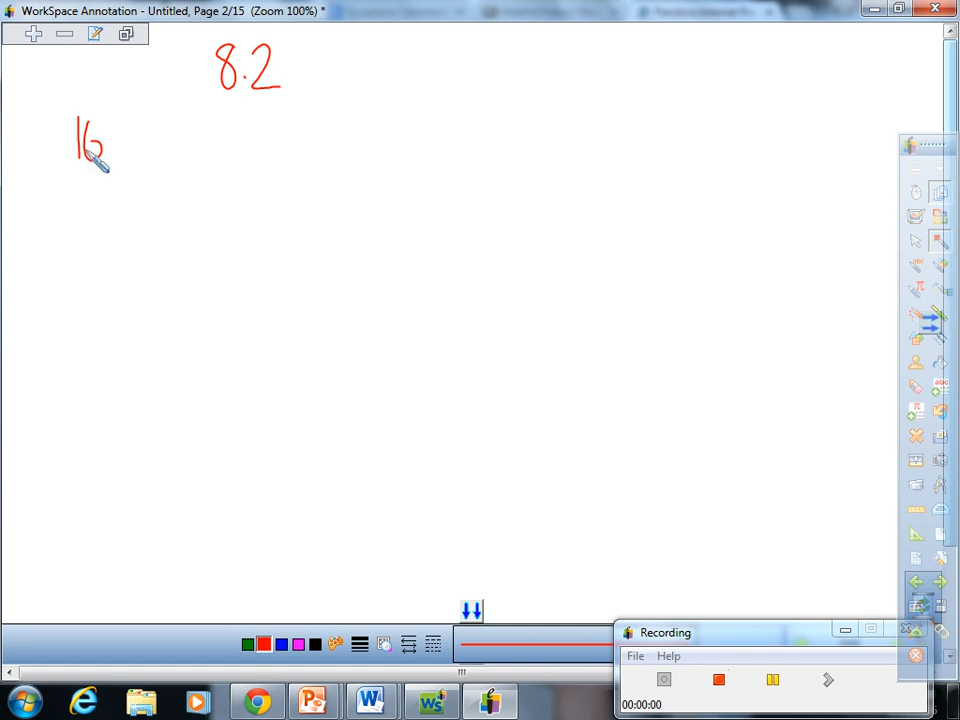 WorkSpace Annotation - Untitled, Page 2/15 (Zoom 100%) *
8.2
16
Recording
File Help
00:00:00